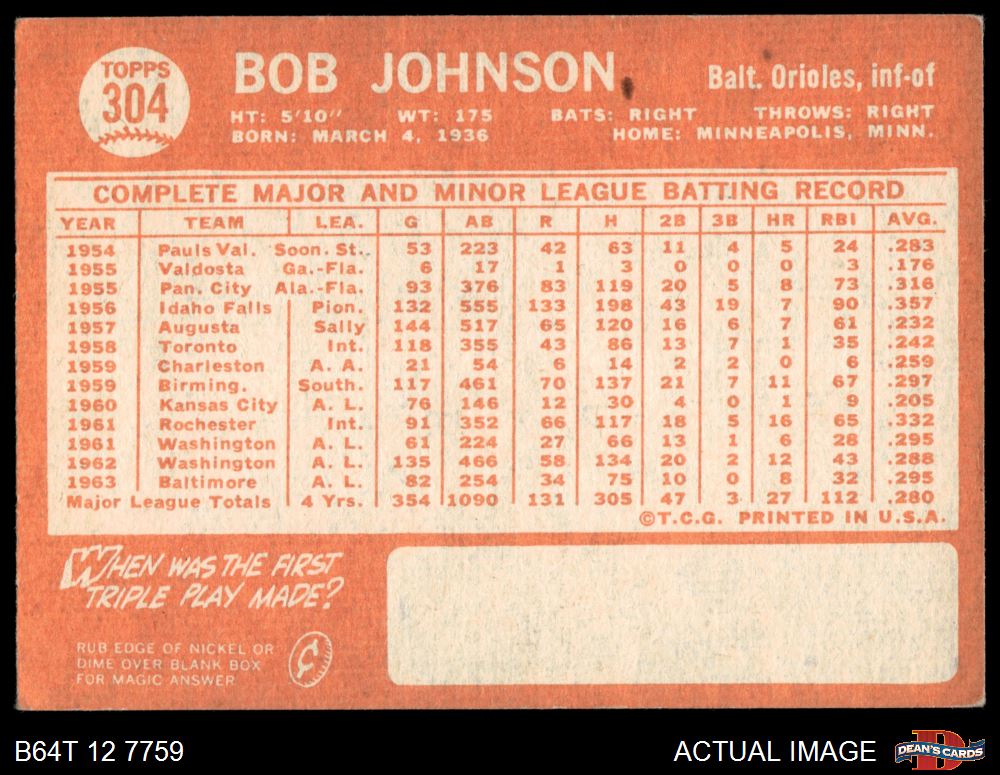 TOPPS
304
BOB JOHNSON
Balt. Orioles, inf-of
HT: 5'10" WT: 175 BATS: RIGHT THROWS: RIGHT
BORN: MARCH 4, 1936 HOME: MINNEAPOLIS, MINN.
COMPLETE MAJOR AND MINOR LEAGUE BATTING RECORD
YEAR TEAM LEA. G AB R H 2B 3B HR RBI AVG.
1954 Pauls Val. Soon. St. 53 223 42 63 11 4 5 24 .283
1955 Valdosta Ga.-Fla. 6 17 1 3 0 0 0 3 .176
1955 Pan. City Ala.-Fla. 93 376 83 119 20 5 8 73 .316
1956 Idaho Falls Pion. 132 555 133 198 43 19 7 90 .357
1957 Augusta Sally 144 517 65 120 16 6 7 61 .232
1958 Toronto Int. 118 355 43 86 13 7 1 35 .242
1959 Charleston A. A. 21 54 6 14 2 2 0 6 .259
1959 Birming. South. 117 461 70 137 21 7 11 67 .297
1960 Kansas City A. L. 76 146 12 30 4 0 1 9 .205
1961 Rochester Int. 91 352 66 117 18 5 16 65 .332
1961 Washington A. L. 61 224 27 66 13 1 6 28 .295
1962 Washington A. L. 135 466 58 134 20 2 12 43 .288
1963 Baltimore A. L. 82 254 34 75 10 0 8 32 .295
Major League Totals 4 Yrs. 354 1090 131 305 47 3 27 112 .280
©T.C.G. PRINTED IN U.S.A.
WHEN WAS THE FIRST
TRIPLE PLAY MADE?
RUB EDGE OF NICKEL OR
DIME OVER BLANK BOX
FOR MAGIC ANSWER
¢
B64T 12 7759
ACTUAL IMAGE
D
DEAN'S CARDS